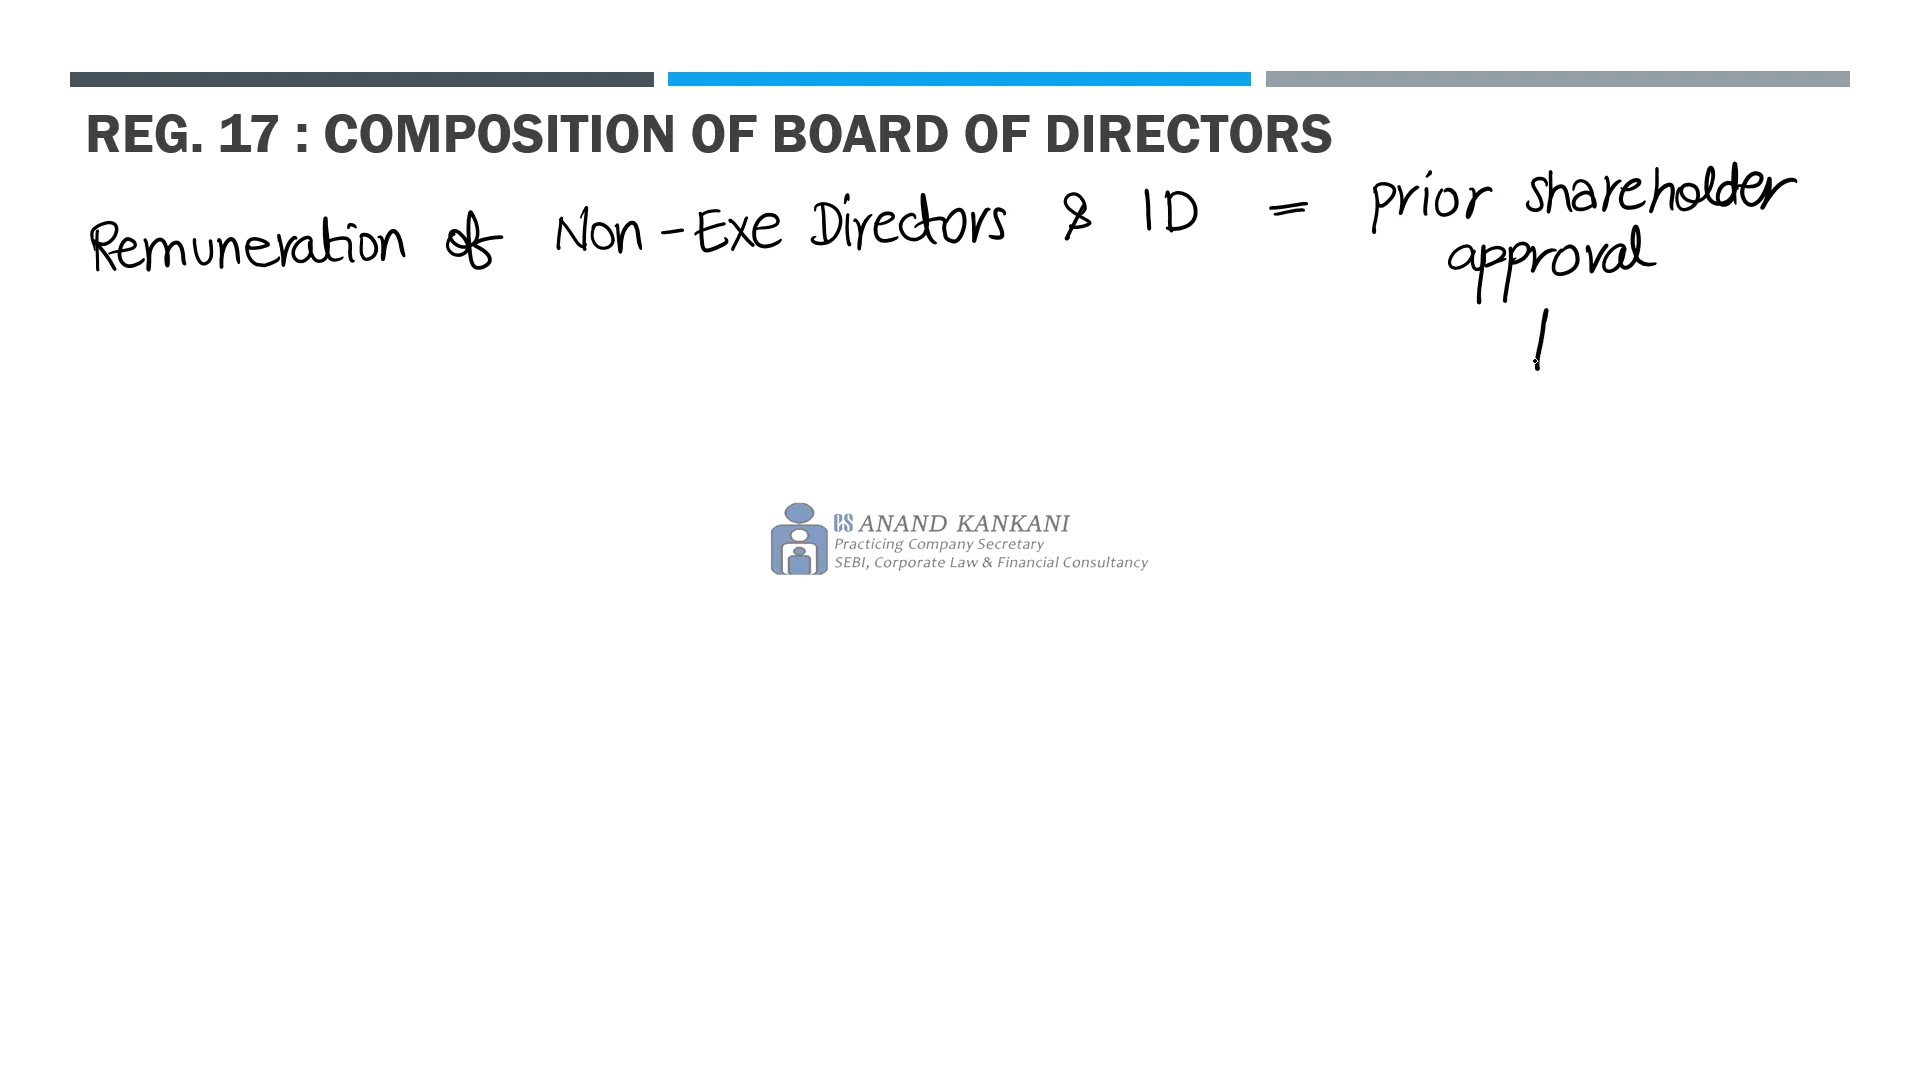 REG. 17 : COMPOSITION OF BOARD OF DIRECTORS
Remuneration of Non-Exe Directors & ID = prior shareholder
approval
CS ANAND KANKANI
Practicing Company Secretary
SEBI, Corporate Law & Financial Consultancy